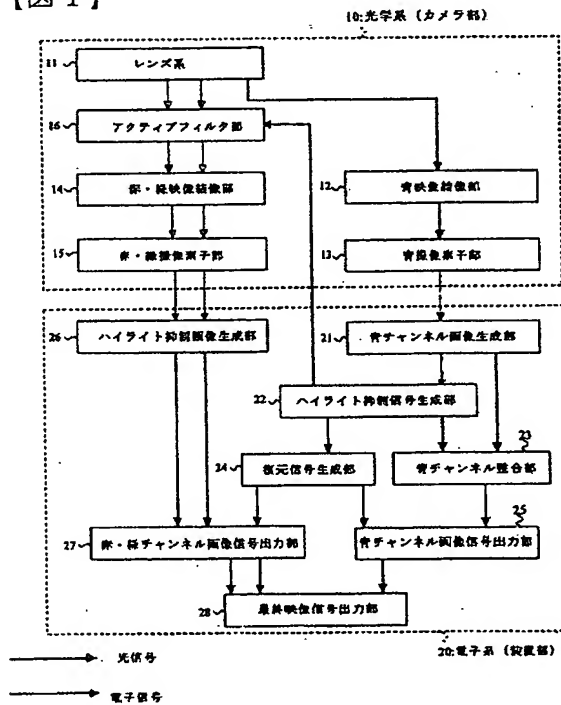 【図1】
10:光学系(カメラ部)
11 レンズ系
16 アクティブフィルタ部
14 赤・緑映像結像部
12 青映像結像部
15 赤・緑撮像素子部
13 青撮像素子部
26 ハイライト抑制画像生成部
21 青チャンネル画像生成部
22 ハイライト抑制信号生成部
23
24 復元信号生成部
青チャンネル整合部
25
27 赤・緑チャンネル画像信号出力部
青チャンネル画像信号出力部
28 最終映像信号出力部
20:電子系(装置部)
光信号
電子信号